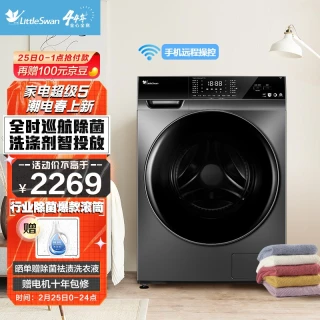 LittleSwan
25日0-1点抢付款
再赠100元京豆
家电超级5
潮电春上新
全时巡航除菌
洗涤剂智投放
活动价不高于
¥2269
行业除菌爆款滚筒
赠
晒单赠除菌祛渍洗衣液
赠电机十年包修
时间：2月25日0-24点
手机远程操控
18:88